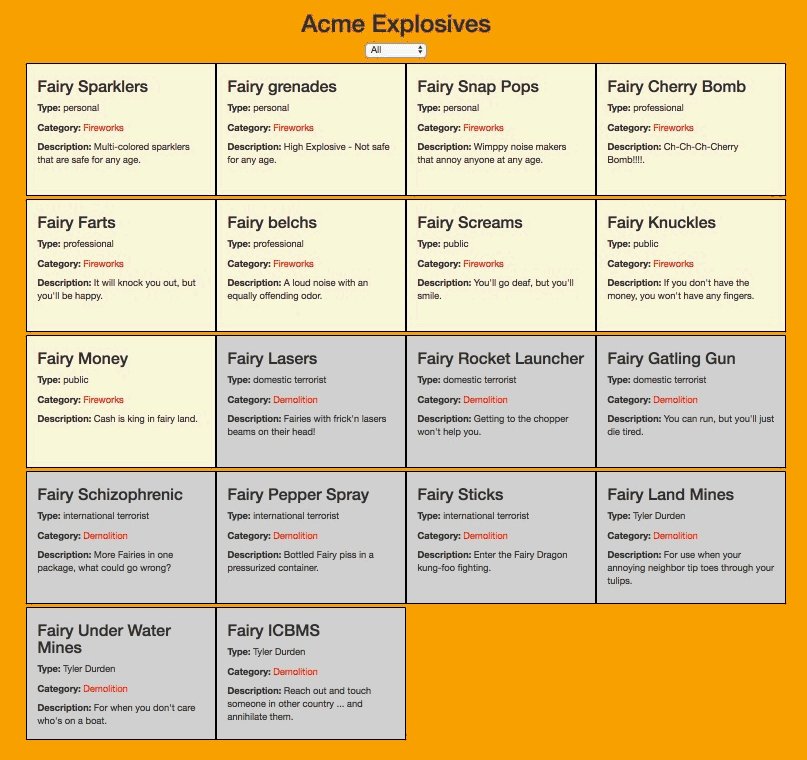 Acme Explosives
All
Fairy Sparklers
Type: personal
Category: Fireworks
Description: Multi-colored sparklers
that are safe for any age.
Fairy grenades
Type: personal
Category: Fireworks
Description: High Explosive - Not safe
for any age.
Fairy Snap Pops
Type: personal
Category: Fireworks
Description: Wimppy noise makers
that annoy anyone at any age.
Fairy Cherry Bomb
Type: professional
Category: Fireworks
Description: Ch-Ch-Ch-Cherry
Bomb!!!!.
Fairy Farts
Type: professional
Category: Fireworks
Description: It will knock you out, but
you'll be happy.
Fairy belchs
Type: professional
Category: Fireworks
Description: A loud noise with an
equally offending odor.
Fairy Screams
Type: public
Category: Fireworks
Description: You'll go deaf, but you'll
smile.
Fairy Knuckles
Type: public
Category: Fireworks
Description: If you don't have the
money, you won't have any fingers.
Fairy Money
Type: public
Category: Fireworks
Description: Cash is king in fairy land.
Fairy Lasers
Type: domestic terrorist
Category: Demolition
Description: Fairies with frick'n lasers
beams on their head!
Fairy Rocket Launcher
Type: domestic terrorist
Category: Demolition
Description: Getting to the chopper
won't help you.
Fairy Gatling Gun
Type: domestic terrorist
Category: Demolition
Description: You can run, but you'll just
die tired.
Fairy Schizophrenic
Type: international terrorist
Category: Demolition
Description: More Fairies in one
package, what could go wrong?
Fairy Pepper Spray
Type: international terrorist
Category: Demolition
Description: Bottled Fairy piss in a
pressurized container.
Fairy Sticks
Type: international terrorist
Category: Demolition
Description: Enter the Fairy Dragon
kung-foo fighting.
Fairy Land Mines
Type: Tyler Durden
Category: Demolition
Description: For use when your
annoying neighbor tip toes through your
tulips.
Fairy Under Water
Mines
Type: Tyler Durden
Category: Demolition
Description: For when you don't care
who's on a boat.
Fairy ICBMS
Type: Tyler Durden
Category: Demolition
Description: Reach out and touch
someone in other country ... and
annihilate them.